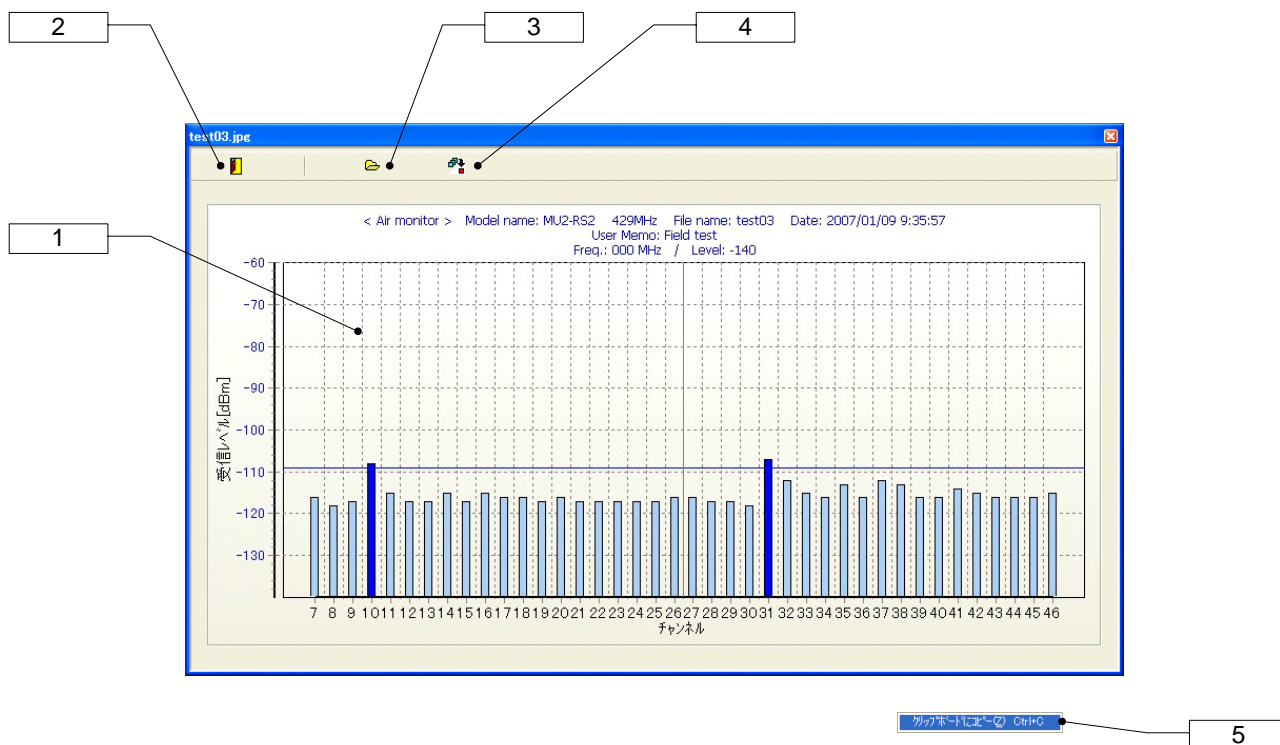 2
3
4
test03.jpg
1
< Air monitor > Model name: MU2-RS2 429MHz File name: test03 Date: 2007/01/09 9:35:57
User Memo: Field test
Freq.: 000 MHz / Level: -140
-60
-70
-80
-90
-100
-110
-120
-130
受信レベル[dBm]
7 8 9 10 11 12 13 14 15 16 17 18 19 20 21 22 23 24 25 26 27 28 29 30 31 32 33 34 35 36 37 38 39 40 41 42 43 44 45 46
チャンネル
クリップボードにコピー(Z) Ctrl+C
5